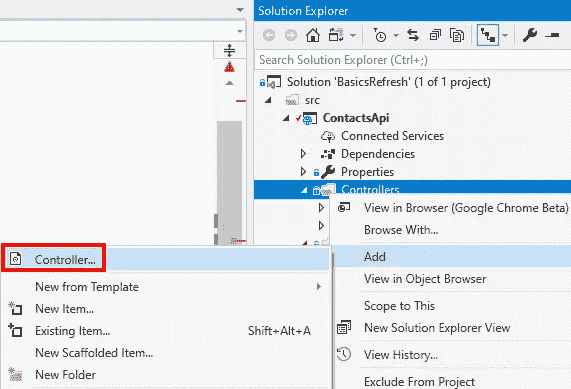 Solution Explorer
Search Solution Explorer (Ctrl+;)
Solution 'BasicsRefresh' (1 of 1 project)
src
ContactsApi
Connected Services
Dependencies
Properties
Controllers
View in Browser (Google Chrome Beta)
Browse With...
Add
View in Object Browser
Scope to This
New Solution Explorer View
View History...
Exclude From Project
Controller...
New from Template
New Item...
Existing Item... Shift+Alt+A
New Scaffolded Item...
New Folder